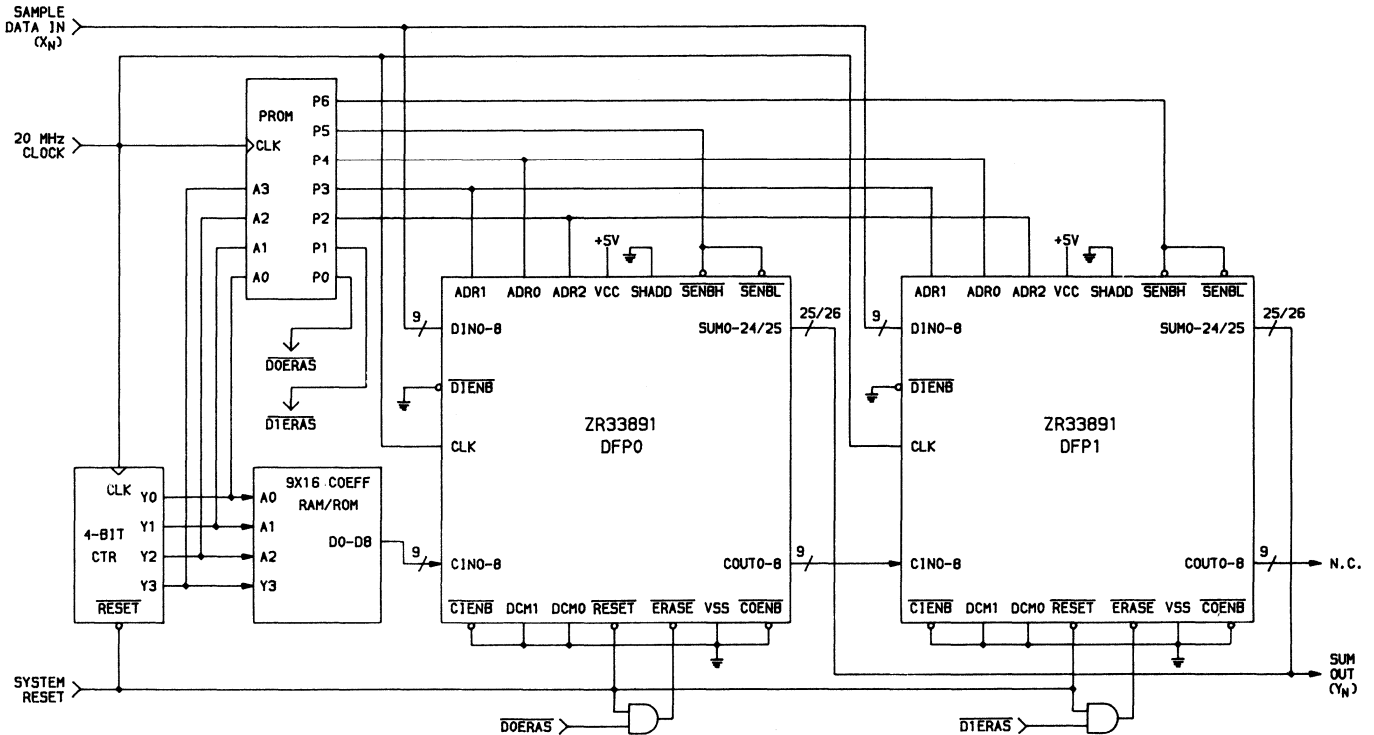 SAMPLE
DATA IN
(XN)
20 MHz
CLOCK
PROM
CLK
A3
A2
A1
A0
P6
P5
P4
P3
P2
P1
P0
D0ERAS
D1ERAS
CLK
4-BIT
CTR
Y0
Y1
Y2
Y3
RESET
9X16 COEFF
RAM/ROM
A0
A1
A2
Y3
D0-D8
9
9
+5V
ADR1 ADR0 ADR2 VCC SHADD SENBH SENBL
DIN0-8
SUM0-24/25
25/26
DIENB
ZR33891
DFP0
CLK
CIN0-8
COUT0-8
9
CIENB DCM1 DCM0 RESET ERASE VSS COENB
9
+5V
ADR1 ADR0 ADR2 VCC SHADD SENBH SENBL
DIN0-8
SUM0-24/25
25/26
DIENB
ZR33891
DFP1
CLK
CIN0-8
COUT0-8
9
N.C.
CIENB DCM1 DCM0 RESET ERASE VSS COENB
SYSTEM
RESET
D0ERAS
D1ERAS
SUM
OUT
(YN)